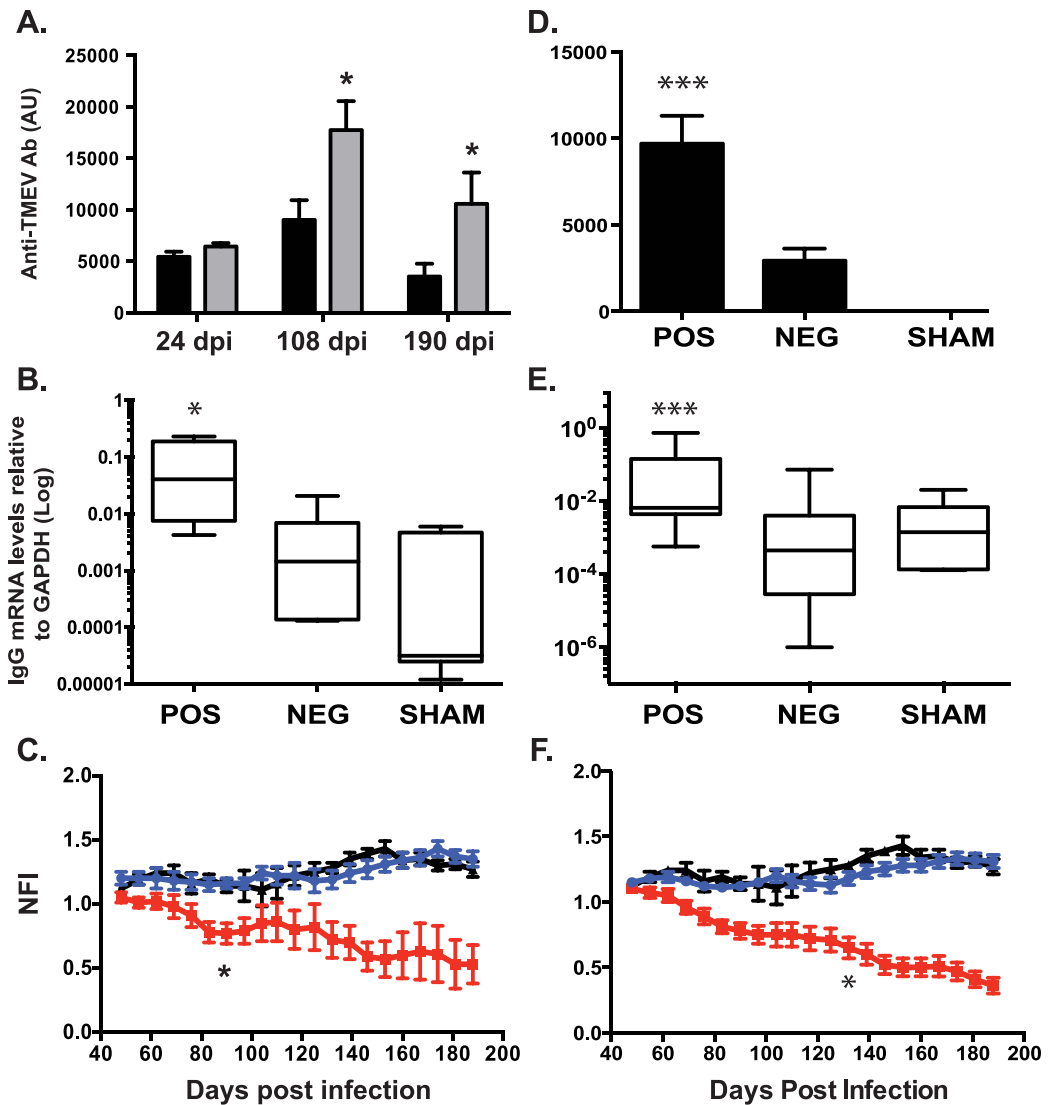 A.
25000
20000
15000
10000
5000
0
Anti-TMEV Ab (AU)
*
*
24 dpi 108 dpi 190 dpi
D.
15000
10000
5000
0
***
POS NEG SHAM
B.
1
0.1
0.01
0.001
0.0001
0.00001
IgG mRNA levels relative
to GAPDH (Log)
*
POS NEG SHAM
E.
10⁰
10⁻²
10⁻⁴
10⁻⁶
***
POS NEG SHAM
C.
2.0
1.5
1.0
0.5
0.0
NFI
*
40 60 80 100 120 140 160 180 200
Days post infection
F.
2.0
1.5
1.0
0.5
0.0
*
40 60 80 100 120 140 160 180 200
Days Post Infection